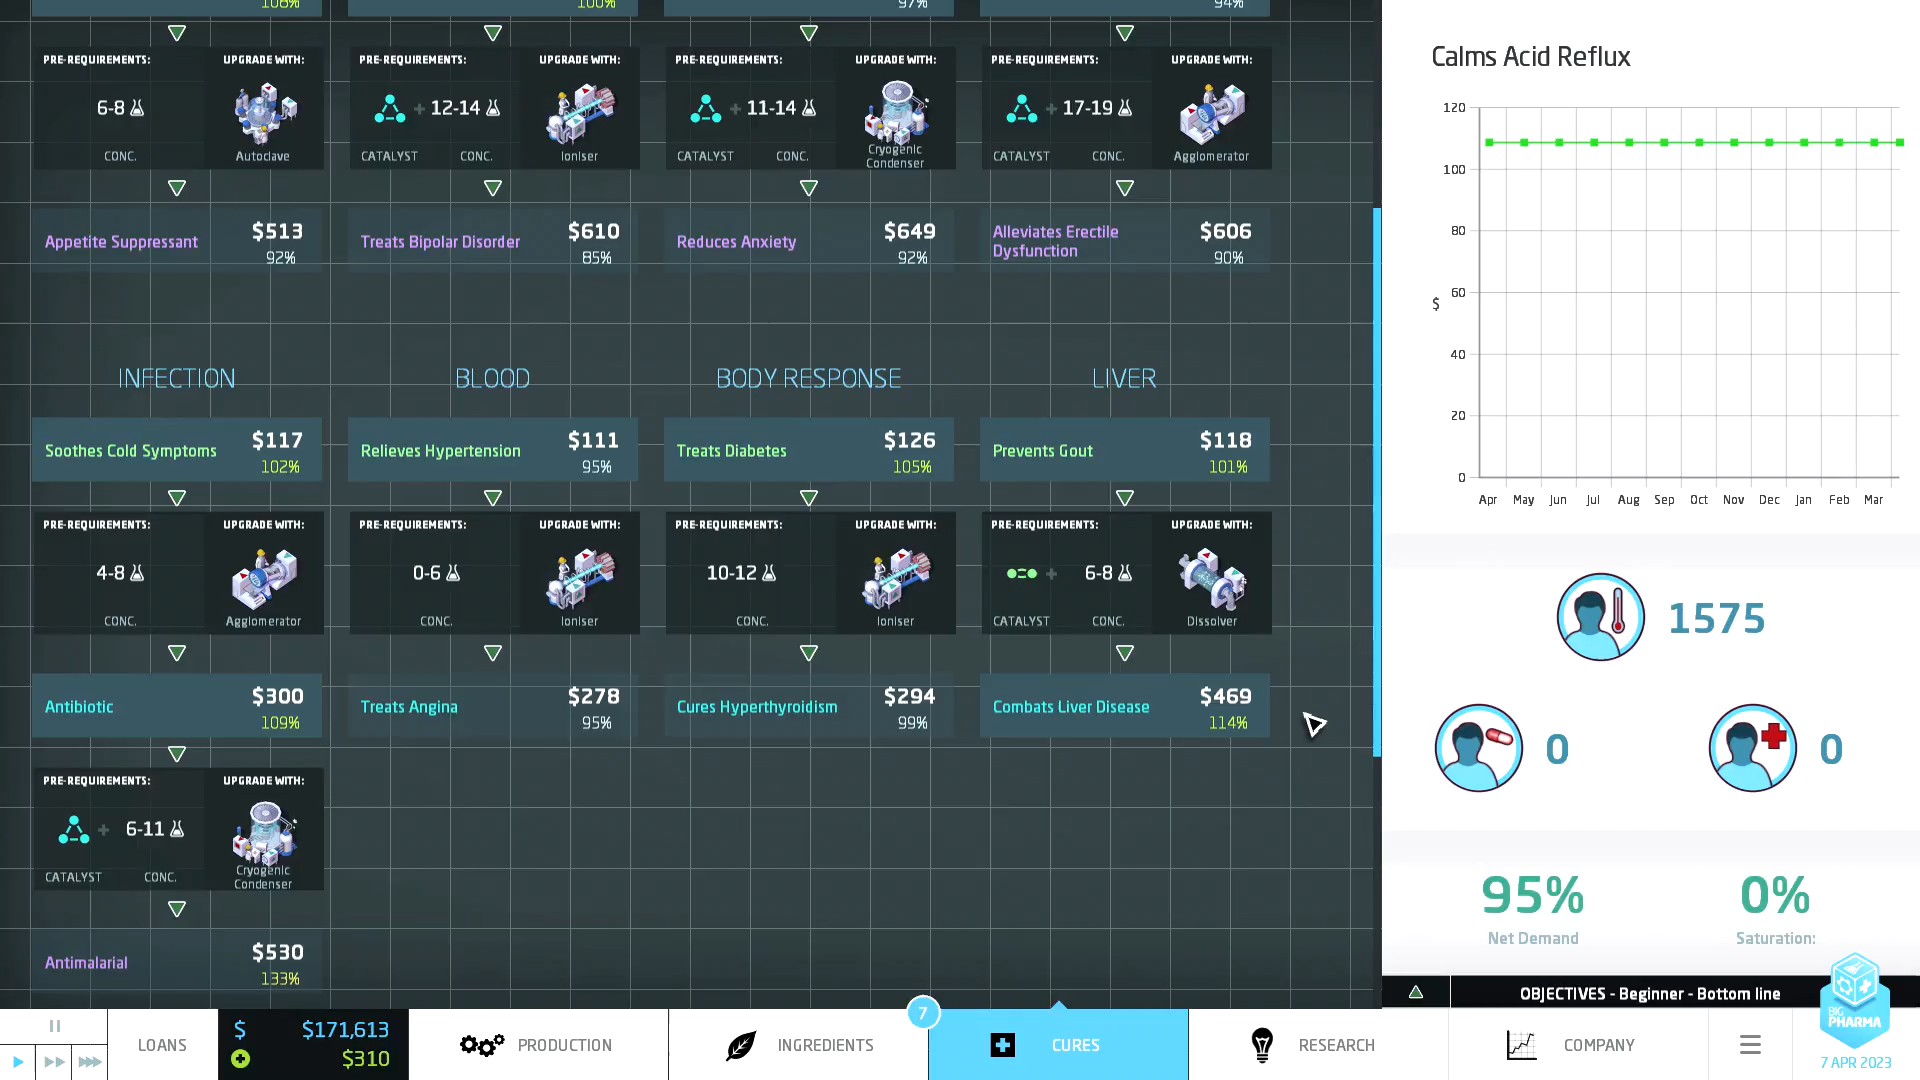 106%
100%
97%
94%
PRE-REQUIREMENTS: UPGRADE WITH:
6-8
CONC. Autoclave
PRE-REQUIREMENTS: UPGRADE WITH:
+ 12-14
CATALYST CONC. Ioniser
PRE-REQUIREMENTS: UPGRADE WITH:
+ 11-14
CATALYST CONC. Cryogenic
Condenser
PRE-REQUIREMENTS: UPGRADE WITH:
+ 17-19
CATALYST CONC. Agglomerator
Appetite Suppressant $513
92%
Treats Bipolar Disorder $610
85%
Reduces Anxiety $649
92%
Alleviates Erectile
Dysfunction
$606
90%
INFECTION
BLOOD
BODY RESPONSE
LIVER
Soothes Cold Symptoms $117
102%
Relieves Hypertension $111
95%
Treats Diabetes $126
105%
Prevents Gout $118
101%
PRE-REQUIREMENTS: UPGRADE WITH:
4-8
CONC. Agglomerator
PRE-REQUIREMENTS: UPGRADE WITH:
0-6
CONC. Ioniser
PRE-REQUIREMENTS: UPGRADE WITH:
10-12
CONC. Ioniser
PRE-REQUIREMENTS: UPGRADE WITH:
+ 6-8
CATALYST CONC. Dissolver
Antibiotic $300
109%
Treats Angina $278
95%
Cures Hyperthyroidism $294
99%
Combats Liver Disease $469
114%
PRE-REQUIREMENTS: UPGRADE WITH:
+ 6-11
CATALYST CONC. Cryogenic
Condenser
Antimalarial $530
133%
Calms Acid Reflux
120
100
80
60
40
20
0
$
Apr May Jun Jul Aug Sep Oct Nov Dec Jan Feb Mar
1575
0
0
95%
Net Demand
0%
Saturation:
OBJECTIVES - Beginner - Bottom line
LOANS
$ $171,613
$310
PRODUCTION
INGREDIENTS
7
CURES
RESEARCH
COMPANY
BIG
PHARMA
7 APR 2023